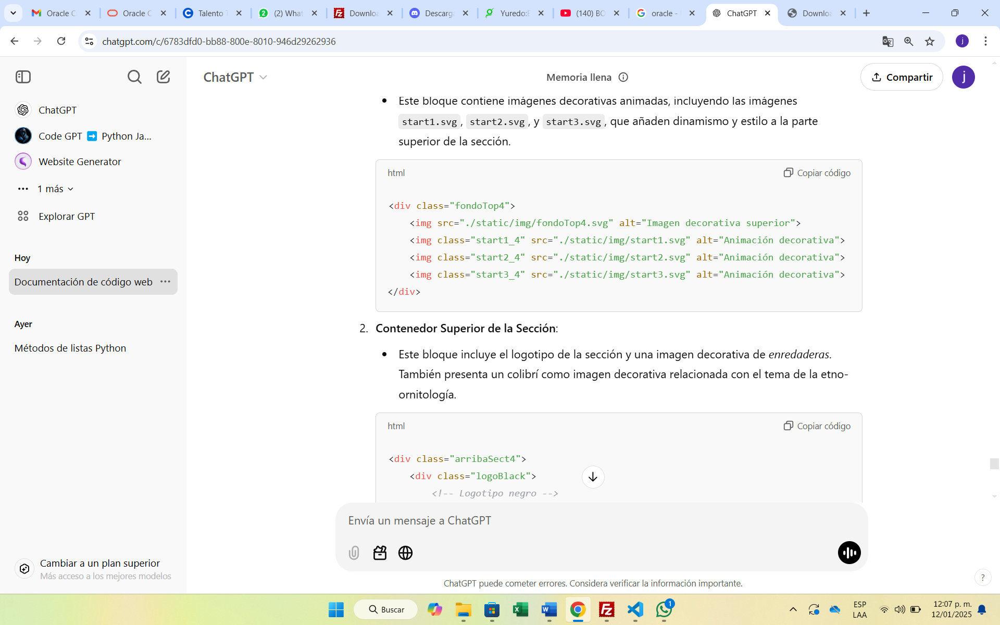 Oracle C
Oracle C
Talento T
(2) What
Downloa
Descarga
Yuredo:E
(140) BO
oracle -
ChatGPT
Downloa
chatgpt.com/c/6783dfd0-bb88-800e-8010-946d29262936
j
ChatGPT
Memoria llena
Compartir
j
ChatGPT
Code GPT ➡️ Python Ja...
Website Generator
1 más
Explorar GPT
Hoy
Documentación de código web
Ayer
Métodos de listas Python
Cambiar a un plan superior
Más acceso a los mejores modelos
• Este bloque contiene imágenes decorativas animadas, incluyendo las imágenes
start1.svg, start2.svg, y start3.svg, que añaden dinamismo y estilo a la parte
superior de la sección.
html
Copiar código
<div class="fondoTop4">
<img src="./static/img/fondoTop4.svg" alt="Imagen decorativa superior">
<img class="start1_4" src="./static/img/start1.svg" alt="Animación decorativa">
<img class="start2_4" src="./static/img/start2.svg" alt="Animación decorativa">
<img class="start3_4" src="./static/img/start3.svg" alt="Animación decorativa">
</div>
2. Contenedor Superior de la Sección:
• Este bloque incluye el logotipo de la sección y una imagen decorativa de enredaderas.
También presenta un colibrí como imagen decorativa relacionada con el tema de la etno-
ornitología.
html
Copiar código
<div class="arribaSect4">
<div class="logoBlack">
<!-- Logotipo negro -->
Envía un mensaje a ChatGPT
ChatGPT puede cometer errores. Considera verificar la información importante.
?
Buscar
1
ESP
LAA
12:07 p. m.
12/01/2025